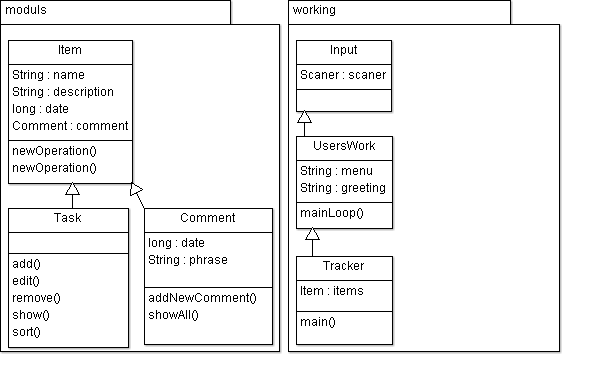 moduls
Item
String : name
String : description
long : date
Comment : comment
newOperation()
newOperation()
Task
add()
edit()
remove()
show()
sort()
Comment
long : date
String : phrase
addNewComment()
showAll()
working
Input
Scaner : scaner
UsersWork
String : menu
String : greeting
mainLoop()
Tracker
Item : items
main()